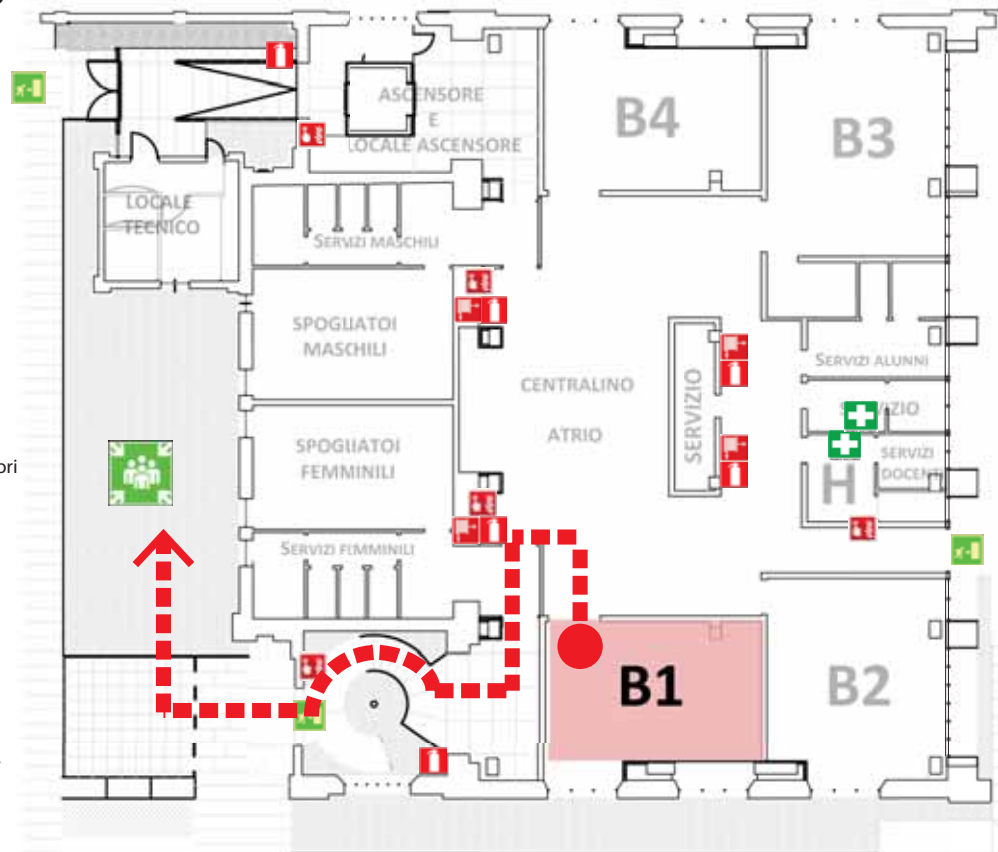 ASCENSORE
E
LOCALE ASCENSORE
B4
B3
LOCALE
TECNICO
SERVIZI MASCHILI
SPOGLIATOI
MASCHILI
SERVIZI ALUNNI
CENTRALINO
ATRIO
SERVIZIO
SPOGLIATOI
FEMMINILI
SERVIZI
DOCENTI
H
ori
SERVIZI FEMMINILI
B1
B2